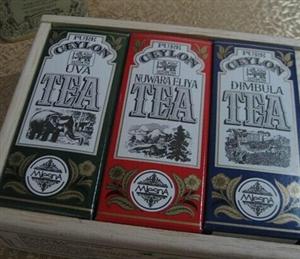 PURE
CEYLON
UVA
TEA
Mlesna
PURE
CEYLON
NUWARA ELIYA
TEA
Mlesna
PURE
CEYLON
DIMBULA
TEA
Mlesna